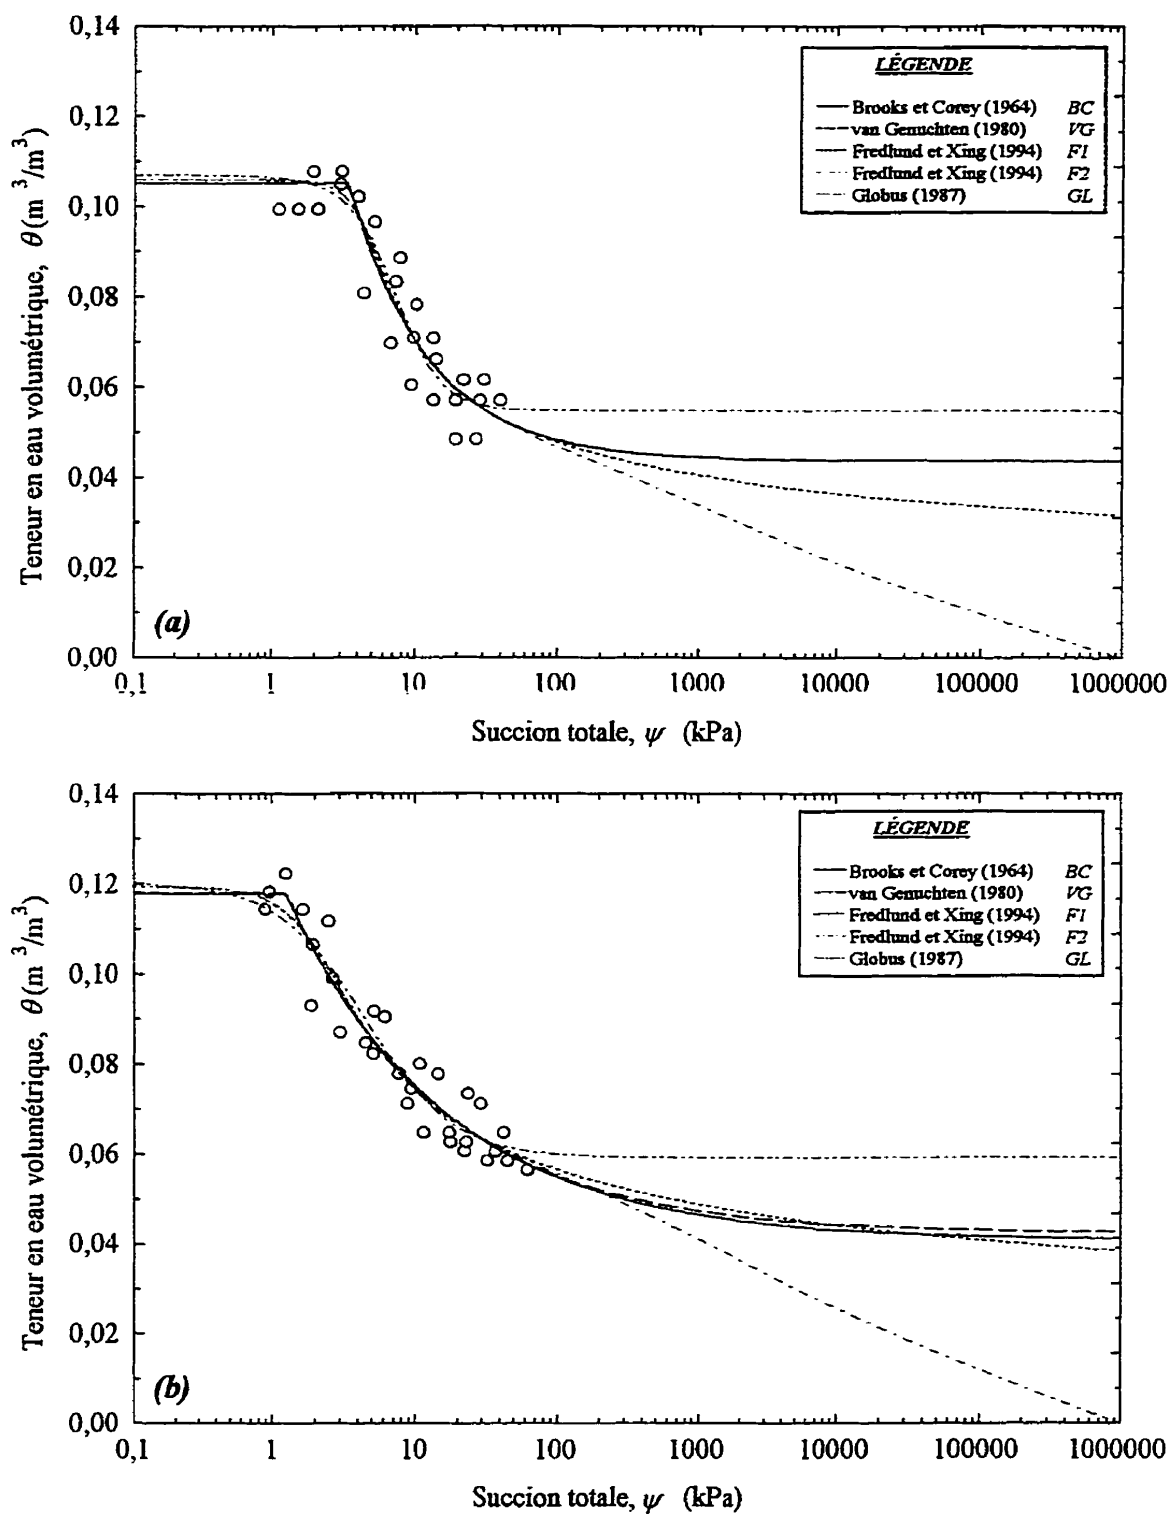 0,14
0,12
0,10
0,08
0,06
0,04
0,02
0,00
Teneur en eau volumétrique, θ (m ³/m³)
LÉGENDE
Brooks et Corey (1964) BC
van Genuchten (1980) VG
Fredlund et Xing (1994) F1
Fredlund et Xing (1994) F2
Globus (1987) GL
(a)
0,1 1 10 100 1000 10000 100000 1000000
Succion totale, ψ (kPa)
0,14
0,12
0,10
0,08
0,06
0,04
0,02
0,00
Teneur en eau volumétrique, θ (m ³/m³)
LÉGENDE
Brooks et Corey (1964) BC
van Genuchten (1980) VG
Fredlund et Xing (1994) F1
Fredlund et Xing (1994) F2
Globus (1987) GL
(b)
0,1 1 10 100 1000 10000 100000 1000000
Succion totale, ψ (kPa)